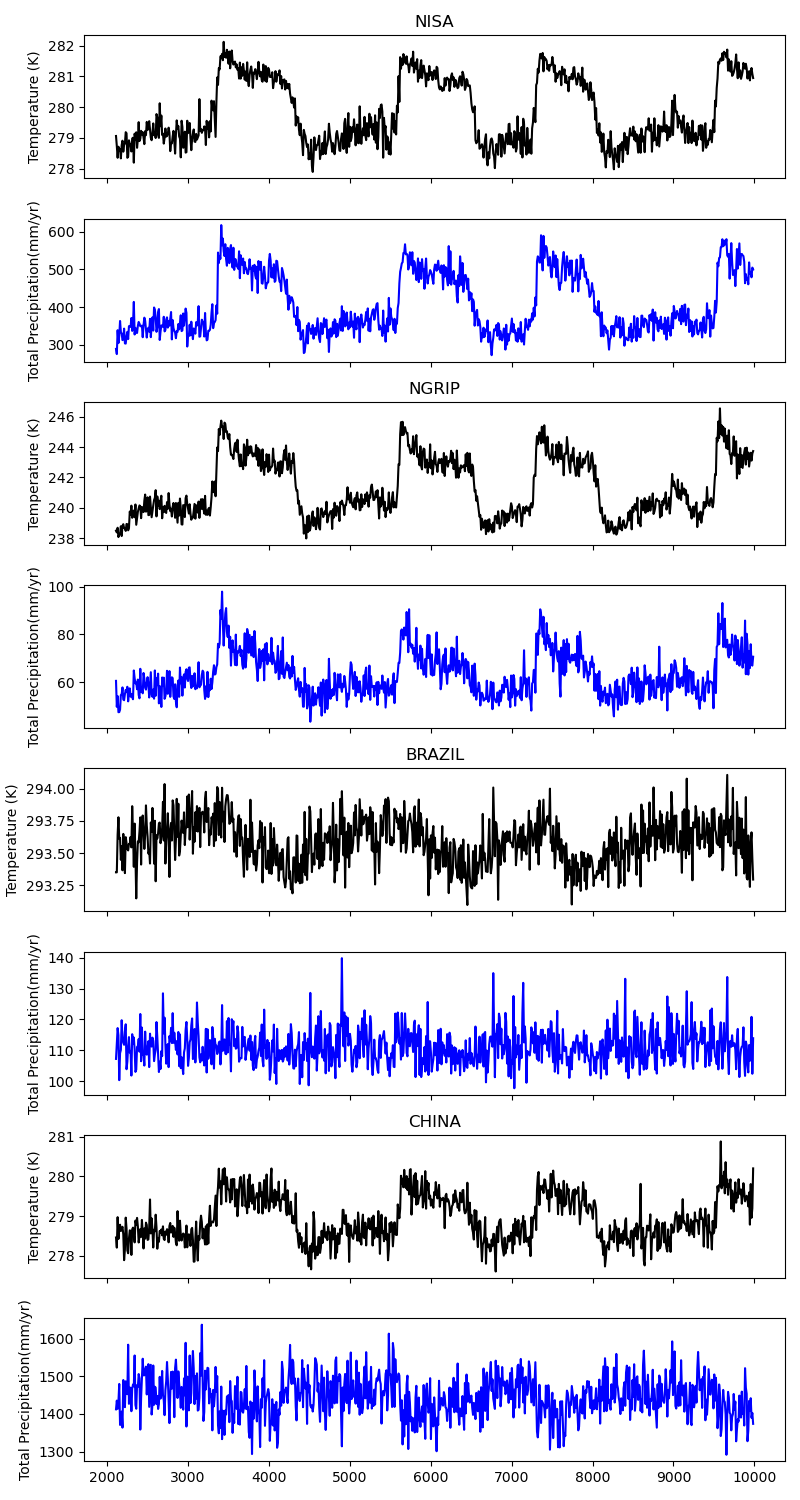 NISA
Temperature (K)
282
281
280
279
278
Total Precipitation(mm/yr)
600
500
400
300
NGRIP
Temperature (K)
246
244
242
240
238
Total Precipitation(mm/yr)
100
80
60
BRAZIL
Temperature (K)
294.00
293.75
293.50
293.25
Total Precipitation(mm/yr)
140
130
120
110
100
CHINA
Temperature (K)
281
280
279
278
Total Precipitation(mm/yr)
1600
1500
1400
1300
2000 3000 4000 5000 6000 7000 8000 9000 10000